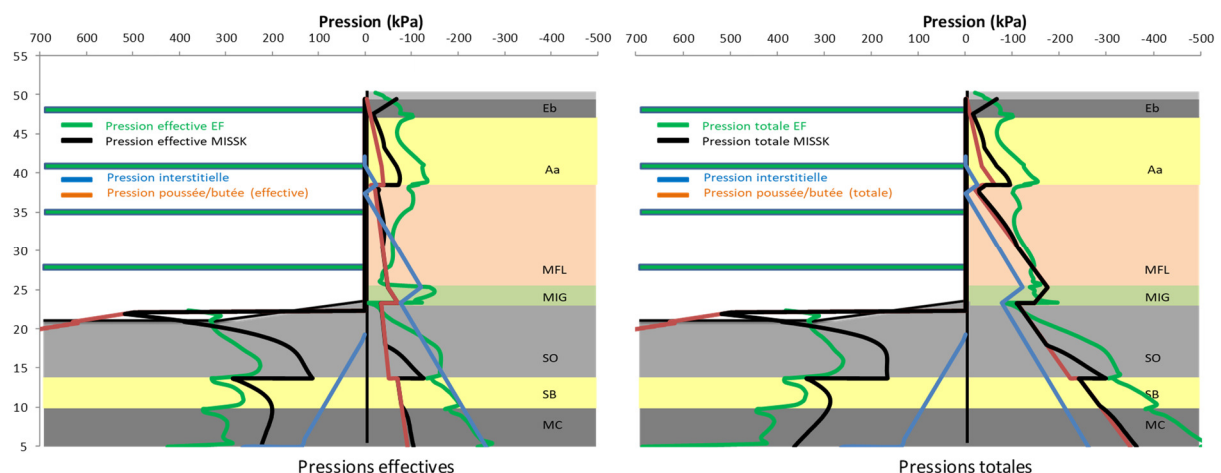 Pression (kPa)
700 600 500 400 300 200 100 0 -100 -200 -300 -400 -500
55
50
45
40
35
30
25
20
15
10
5
Pression effective EF
Pression effective MISSK
Pression interstitielle
Pression poussée/butée (effective)
Eb
Aa
MFL
MIG
SO
SB
MC
Pressions effectives
Pression (kPa)
700 600 500 400 300 200 100 0 -100 -200 -300 -400 -500
Pression totale EF
Pression totale MISSK
Pression interstitielle
Pression poussée/butée (totale)
Eb
Aa
MFL
MIG
SO
SB
MC
Pressions totales